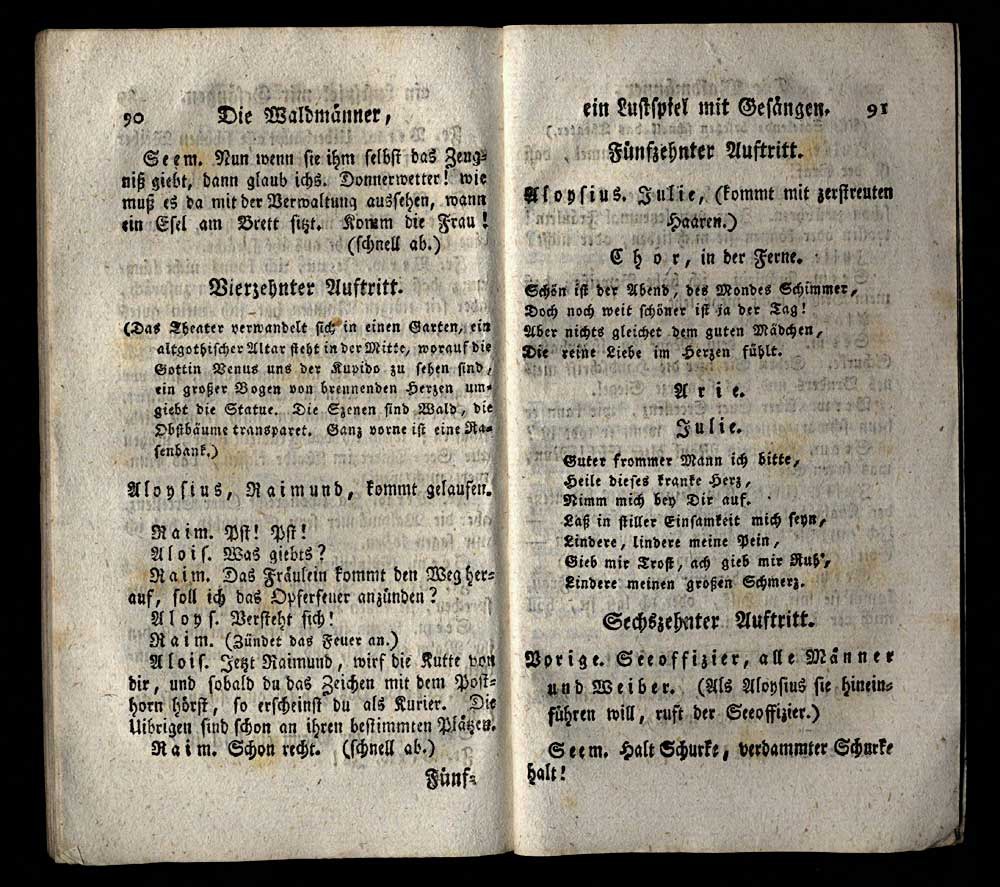 90 Die Waldmänner,
Seem. Nun wenn sie ihm selbst das Zeug-
niß giebt, dann glaub ichs. Donnerwetter! wie
muß es da mit der Verwaltung aussehen, wann
ein Esel am Brett sitzt. Komm die Frau!
(schnell ab.)
Vierzehnter Auftritt.
(Das Theater verwandelt sich in einen Garten, ein
altgothischer Altar steht in der Mitte, worauf die
Gottin Venus uns der Kupido zu sehen sind,
ein großer Bogen von brennenden Herzen um-
giebt die Statue. Die Szenen sind Wald, die
Obstbäume transparet. Ganz vorne ist eine Ra-
senbank.)
Aloysius, Raimund, kommt gelaufen.
Raim. Pst! Pst!
Alois. Was giebts?
Raim. Das Fräulein kommt den Weg her-
auf, soll ich das Opferfeuer anzünden?
Aloys. Versteht sich!
Raim. (Zündet das Feuer an.)
Alois. Jetzt Raimund, wirf die Kutte von
dir, und sobald du das Zeichen mit dem Post-
horn hörst, so erscheinst du als Kurier. Die
Uibrigen sind schon an ihren bestimmten Plätzen.
Raim. Schon recht. (schnell ab.)
Fünf-
ein Lustspiel mit Gesängen. 91
Fünfzehnter Auftritt.
Aloysius. Julie, (kommt mit zerstreuten
Haaren.)
Chor, in der Ferne.
Schön ist der Abend, des Mondes Schimmer,
Doch noch weit schöner ist ja der Tag!
Aber nichts gleichet dem guten Mädchen,
Die reine Liebe im Herzen fühlt.
Arie.
Julie.
Guter frommer Mann ich bitte,
Heile dieses kranke Herz,
Nimm mich bey Dir auf.
Laß in stiller Einsamkeit mich seyn,
Lindere, lindere meine Pein,
Gieb mir Trost, ach gieb mir Ruh',
Lindere meinen großen Schmerz.
Sechszehnter Auftritt.
Vorige. Seeoffizier, alle Männer
und Weiber. (Als Aloysius sie hinein-
führen will, ruft der Seeoffizier.)
Seem. Halt Schurke, verdammter Schurke
halt!